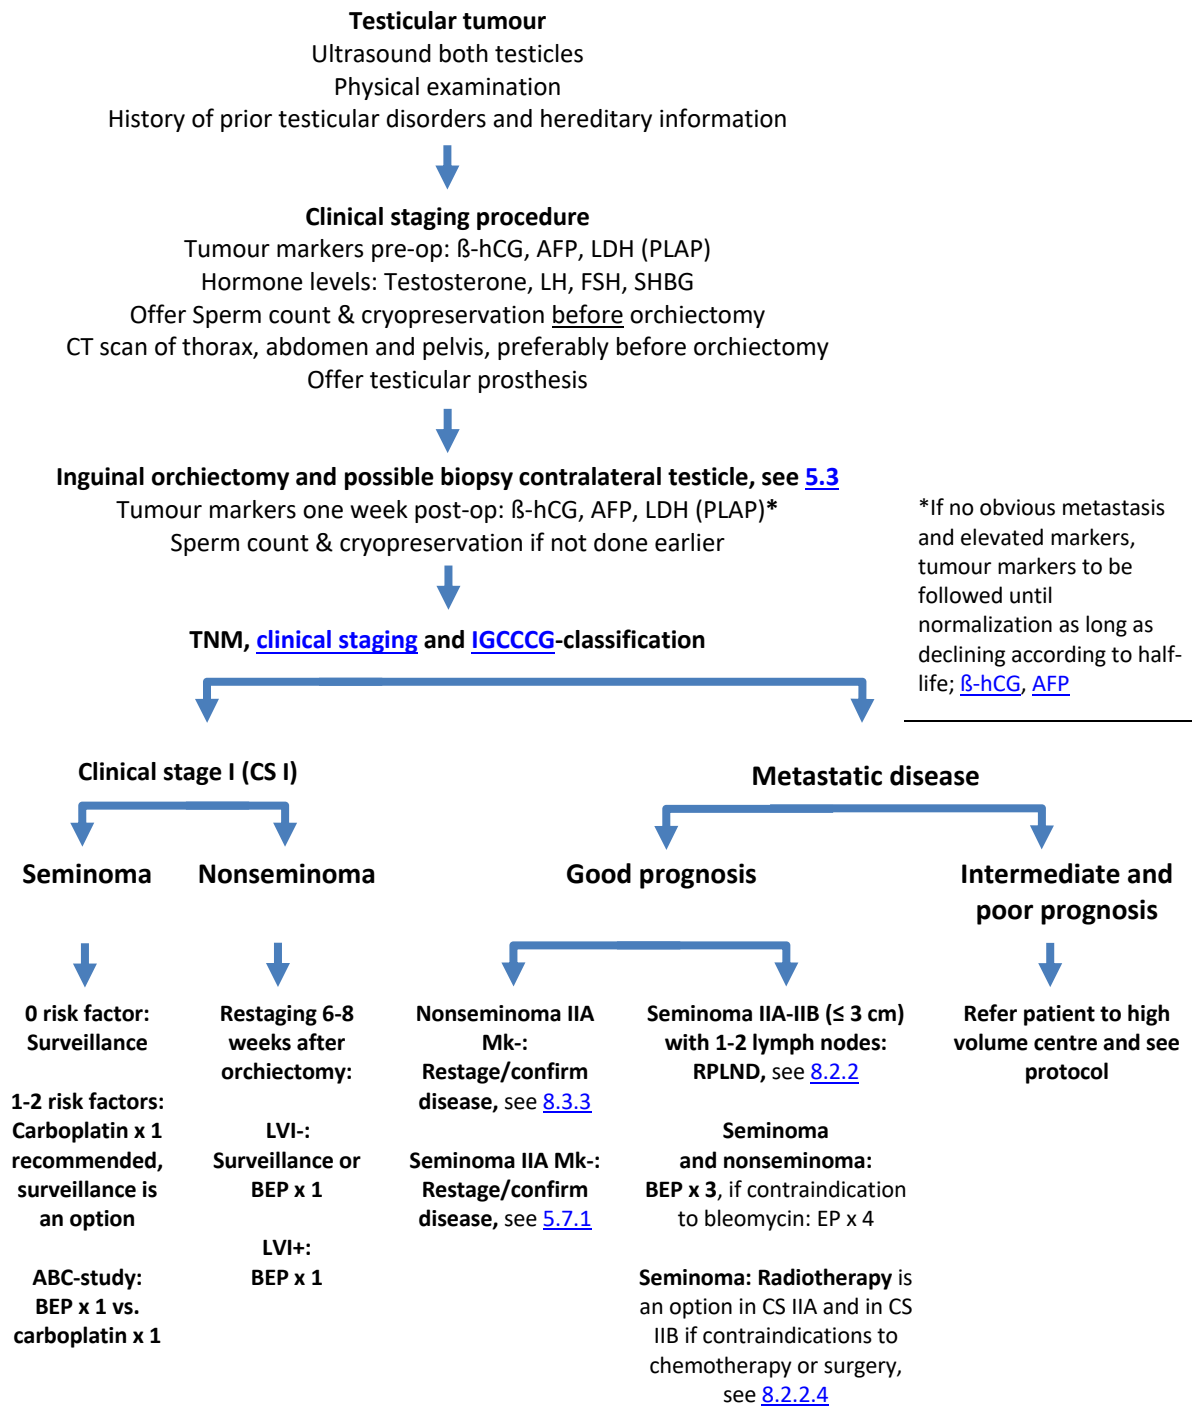 Testicular tumour
Ultrasound both testicles
Physical examination
History of prior testicular disorders and hereditary information
Clinical staging procedure
Tumour markers pre-op: ß-hCG, AFP, LDH (PLAP)
Hormone levels: Testosterone, LH, FSH, SHBG
Offer Sperm count & cryopreservation before orchiectomy
CT scan of thorax, abdomen and pelvis, preferably before orchiectomy
Offer testicular prosthesis
Inguinal orchiectomy and possible biopsy contralateral testicle, see 5.3
Tumour markers one week post-op: ß-hCG, AFP, LDH (PLAP)*
Sperm count & cryopreservation if not done earlier
*If no obvious metastasis
and elevated markers,
tumour markers to be
followed until
normalization as long as
declining according to half-
life; ß-hCG, AFP
TNM, clinical staging and IGCCCG-classification
Clinical stage I (CS I)
Metastatic disease
Seminoma
Nonseminoma
Good prognosis
Intermediate and
poor prognosis
0 risk factor:
Surveillance
1-2 risk factors:
Carboplatin x 1
recommended,
surveillance is
an option
ABC-study:
BEP x 1 vs.
carboplatin x 1
Restaging 6-8
weeks after
orchiectomy:
LVI-:
Surveillance or
BEP x 1
LVI+:
BEP x 1
Nonseminoma IIA
Mk-:
Restage/confirm
disease, see 8.3.3
Seminoma IIA Mk-:
Restage/confirm
disease, see 5.7.1
Seminoma IIA-IIB (≤ 3 cm)
with 1-2 lymph nodes:
RPLND, see 8.2.2
Seminoma
and nonseminoma:
BEP x 3, if contraindication
to bleomycin: EP x 4
Seminoma: Radiotherapy is
an option in CS IIA and in CS
IIB if contraindications to
chemotherapy or surgery,
see 8.2.2.4
Refer patient to high
volume centre and see
protocol